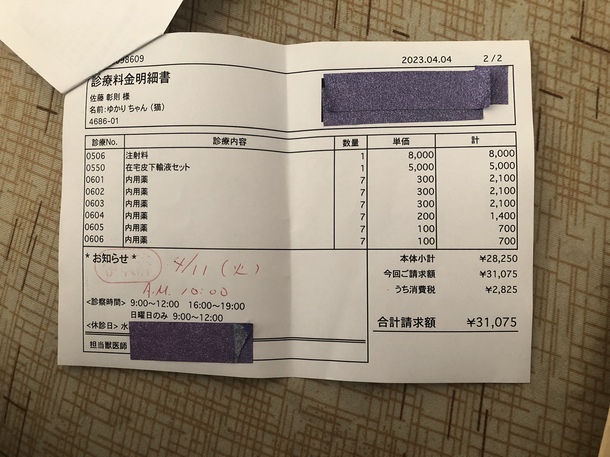 98609 2023.04.04 2/2
診療料金明細書
佐藤 彰則 様
名前:ゆかりちゃん（猫）
4686-01
診療No. 診療内容 数量 単価 計
0506 注射料 1 8,000 8,000
0550 在宅皮下輸液セット 1 5,000 5,000
0601 内用薬 7 300 2,100
0602 内用薬 7 300 2,100
0603 内用薬 7 300 2,100
0604 内用薬 7 200 1,400
0605 内用薬 7 100 700
0606 内用薬 7 100 700
* お知らせ *
4/11 (火)
A.M. 10:00
<診察時間> 9:00～12:00 16:00～19:00
日曜日のみ 9:00～12:00
<休診日> 水
担当獣医師
本体小計 ¥28,250
今回ご請求額 ¥31,075
うち消費税 ¥2,825
合計請求額 ¥31,075